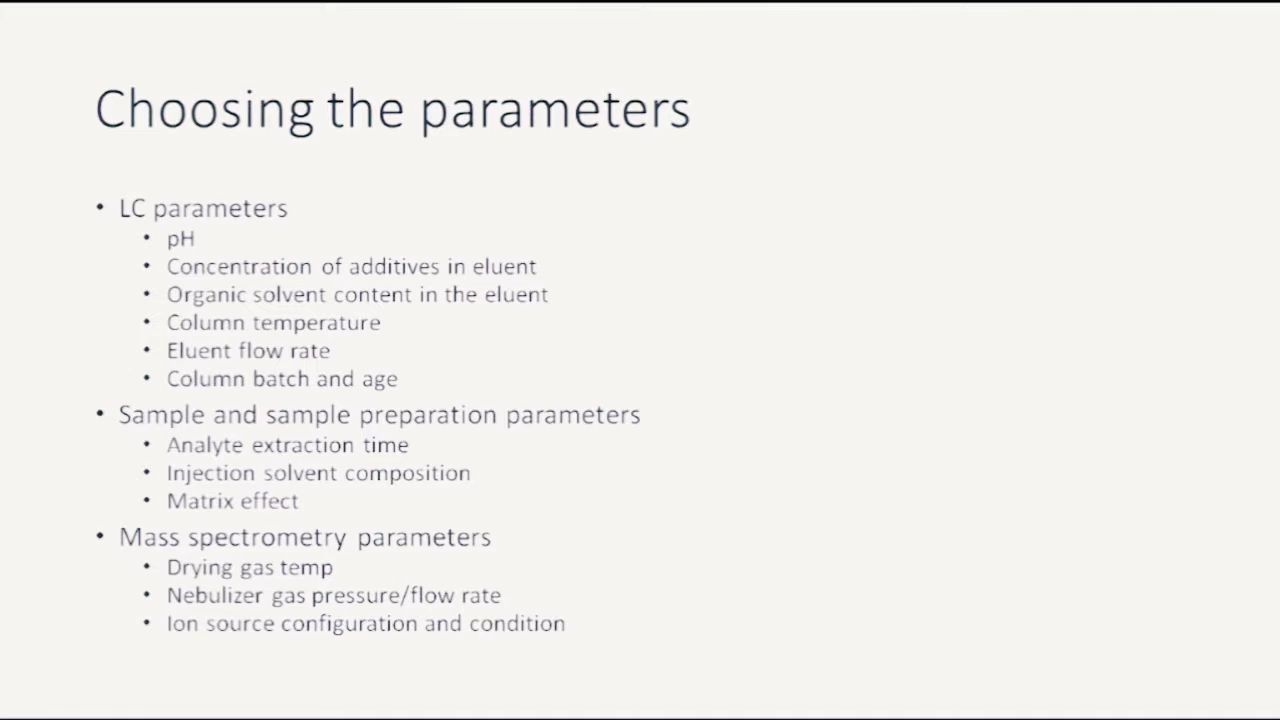 Choosing the parameters
• LC parameters
• pH
• Concentration of additives in eluent
• Organic solvent content in the eluent
• Column temperature
• Eluent flow rate
• Column batch and age
• Sample and sample preparation parameters
• Analyte extraction time
• Injection solvent composition
• Matrix effect
• Mass spectrometry parameters
• Drying gas temp
• Nebulizer gas pressure/flow rate
• Ion source configuration and condition